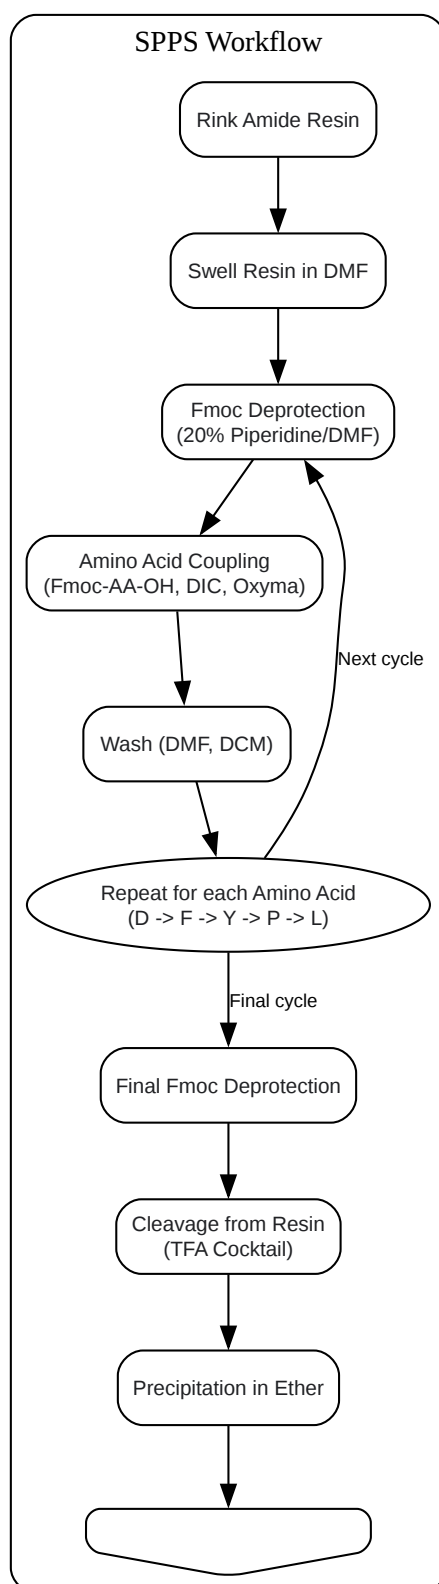 SPPS Workflow
Rink Amide Resin
Swell Resin in DMF
Fmoc Deprotection
(20% Piperidine/DMF)
Amino Acid Coupling
(Fmoc-AA-OH, DIC, Oxyma)
Next cycle
Wash (DMF, DCM)
Repeat for each Amino Acid
(D -> F -> Y -> P -> L)
Final cycle
Final Fmoc Deprotection
Cleavage from Resin
(TFA Cocktail)
Precipitation in Ether